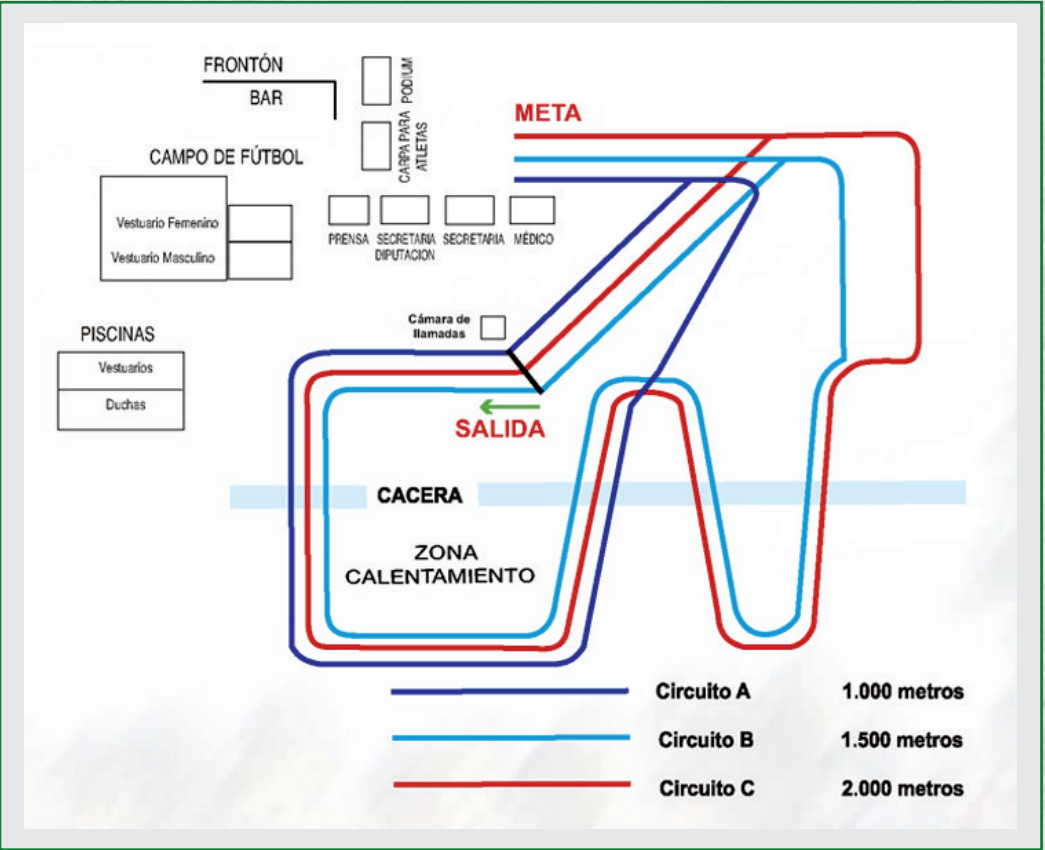 FRONTÓN
BAR
PODIUM
CARPA PARA
ATLETAS
META
CAMPO DE FÚTBOL
Vestuario Femenino
Vestuario Masculino
PRENSA
SECRETARIA
DIPUTACION
SECRETARIA
MÉDICO
Cámara de
llamadas
PISCINAS
Vestuarios
Duchas
SALIDA
CACERA
ZONA
CALENTAMIENTO
Circuito A 1.000 metros
Circuito B 1.500 metros
Circuito C 2.000 metros